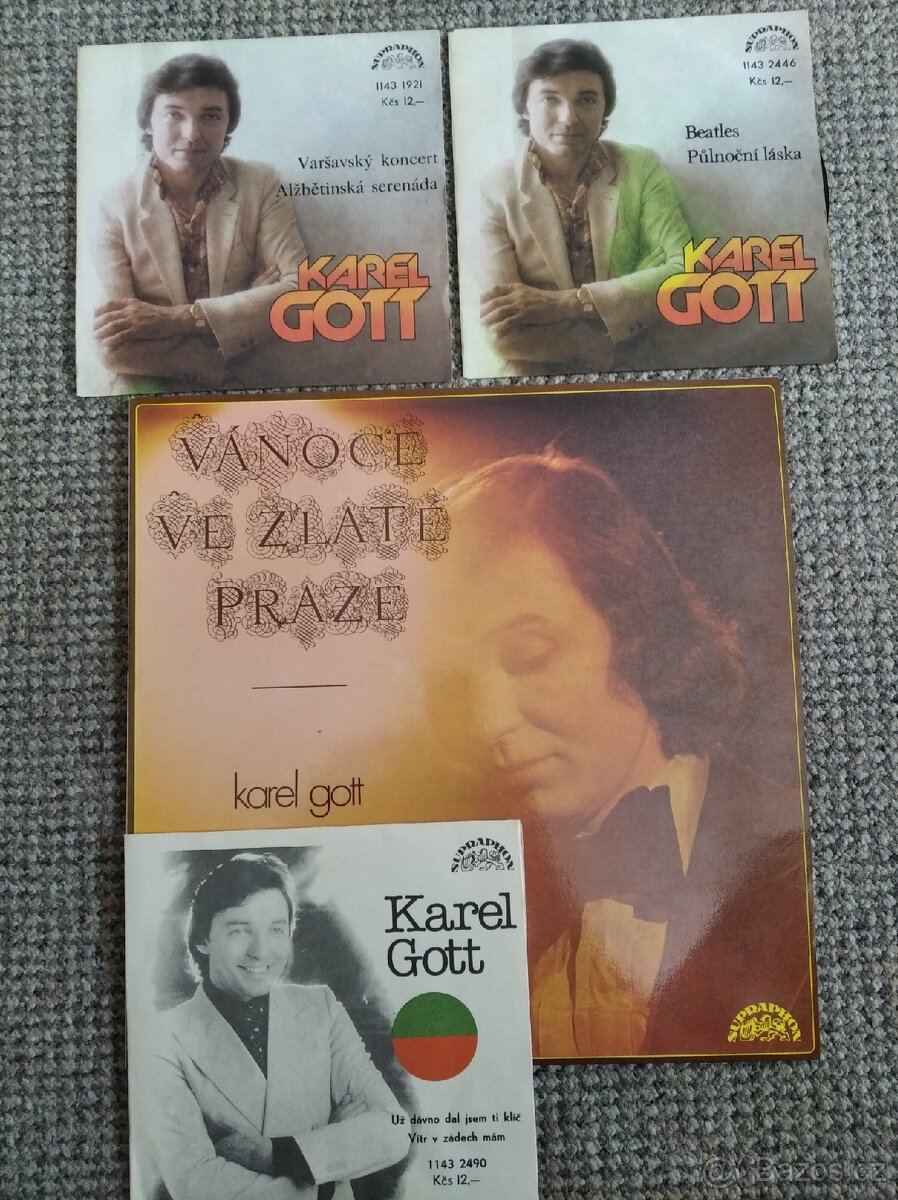 SUPRAPHON
1143 1921
Kčs 12,—
Varšavský koncert
Alžbětinská serenáda
KAREL
GOTT
SUPRAPHON
1143 2446
Kčs 12,—
Beatles
Půlnoční láska
KAREL
GOTT
VÁNOCE
VE ZLATÉ
PRAZE
karel gott
SUPRAPHON
SUPRAPHON
Karel
Gott
Už dávno dal jsem ti klíč
Vítr v zádech mám
1143 2490
Kčs 12,—
Bazos.cz